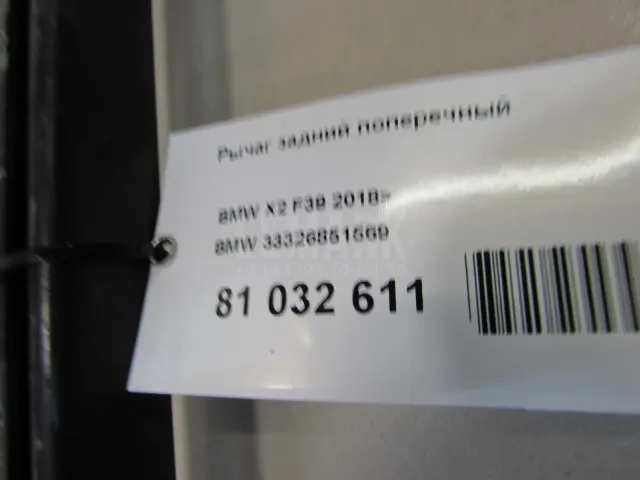 Рычаг задний поперечный
BMW X2 F39 2018>
BMW 33326851569
81 032 611